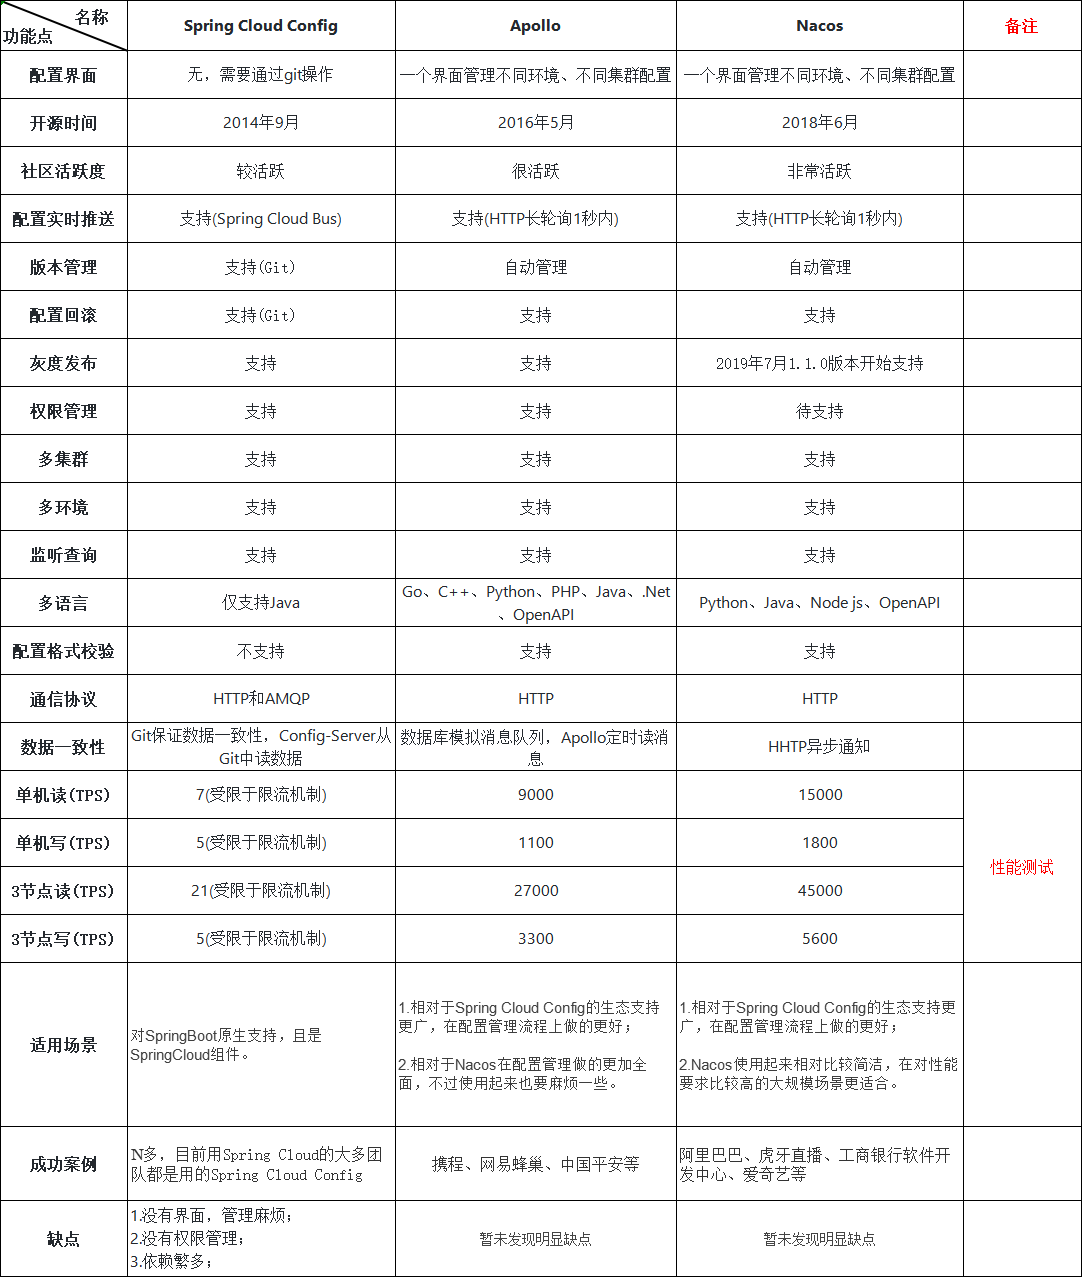 名称
功能点
Spring Cloud Config
Apollo
Nacos
备注
配置界面
无，需要通过git操作
一个界面管理不同环境、不同集群配置
一个界面管理不同环境、不同集群配置
开源时间
2014年9月
2016年5月
2018年6月
社区活跃度
较活跃
很活跃
非常活跃
配置实时推送
支持(Spring Cloud Bus)
支持(HTTP长轮询1秒内)
支持(HTTP长轮询1秒内)
版本管理
支持(Git)
自动管理
自动管理
配置回滚
支持(Git)
支持
支持
灰度发布
支持
支持
2019年7月1.1.0版本开始支持
权限管理
支持
支持
待支持
多集群
支持
支持
支持
多环境
支持
支持
支持
监听查询
支持
支持
支持
多语言
仅支持Java
Go、C++、Python、PHP、Java、.Net
、OpenAPI
Python、Java、Node js、OpenAPI
配置格式校验
不支持
支持
支持
通信协议
HTTP和AMQP
HTTP
HTTP
数据一致性
Git保证数据一致性，Config-Server从
Git中读数据
数据库模拟消息队列，Apollo定时读消
息
HHTP异步通知
单机读(TPS)
7(受限于限流机制)
9000
15000
单机写(TPS)
5(受限于限流机制)
1100
1800
性能测试
3节点读(TPS)
21(受限于限流机制)
27000
45000
3节点写(TPS)
5(受限于限流机制)
3300
5600
适用场景
对SpringBoot原生支持，且是
SpringCloud组件。
1.相对于Spring Cloud Config的生态支持
更广，在配置管理流程上做的更好；
2.相对于Nacos在配置管理做的更加全
面，不过使用起来也要麻烦一些。
1.相对于Spring Cloud Config的生态支持更
广，在配置管理流程上做的更好；
2.Nacos使用起来相对比较简洁，在对性能
要求比较高的大规模场景更适合。
成功案例
N多，目前用Spring Cloud的大多团
队都是用的Spring Cloud Config
携程、网易蜂巢、中国平安等
阿里巴巴、虎牙直播、工商银行软件开
发中心、爱奇艺等
缺点
1.没有界面，管理麻烦；
2.没有权限管理；
3.依赖繁多；
暂未发现明显缺点
暂未发现明显缺点